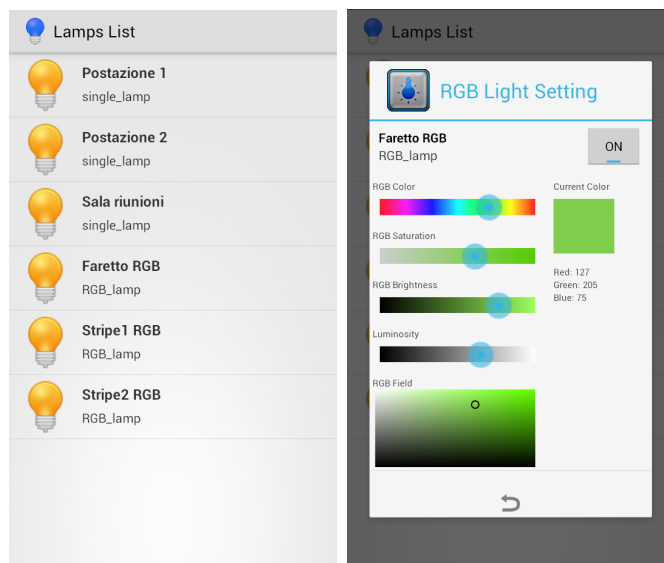 Lamps List
Postazione 1
single_lamp
Postazione 2
single_lamp
Sala riunioni
single_lamp
Faretto RGB
RGB_lamp
Stripe1 RGB
RGB_lamp
Stripe2 RGB
RGB_lamp
Lamps List
RGB Light Setting
Faretto RGB
RGB_lamp
ON
RGB Color
Current Color
RGB Saturation
Red: 127
Green: 205
Blue: 75
RGB Brightness
Luminosity
RGB Field